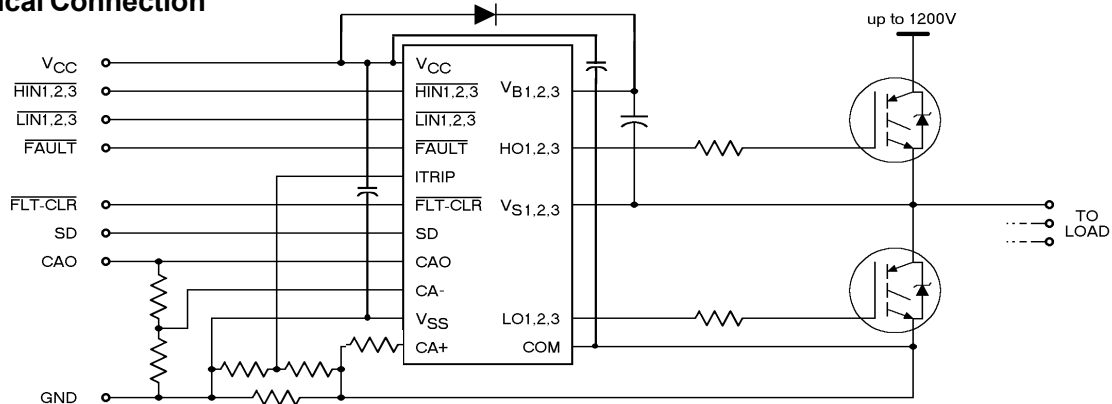 ical Connection
up to 1200V
VCC
HIN1,2,3
LIN1,2,3
FAULT
FLT-CLR
SD
CAO
GND
VCC
HIN1,2,3
LIN1,2,3
FAULT
ITRIP
FLT-CLR
SD
CAO
CA-
VSS
CA+
VB1,2,3
HO1,2,3
VS1,2,3
LO1,2,3
COM
TO
LOAD